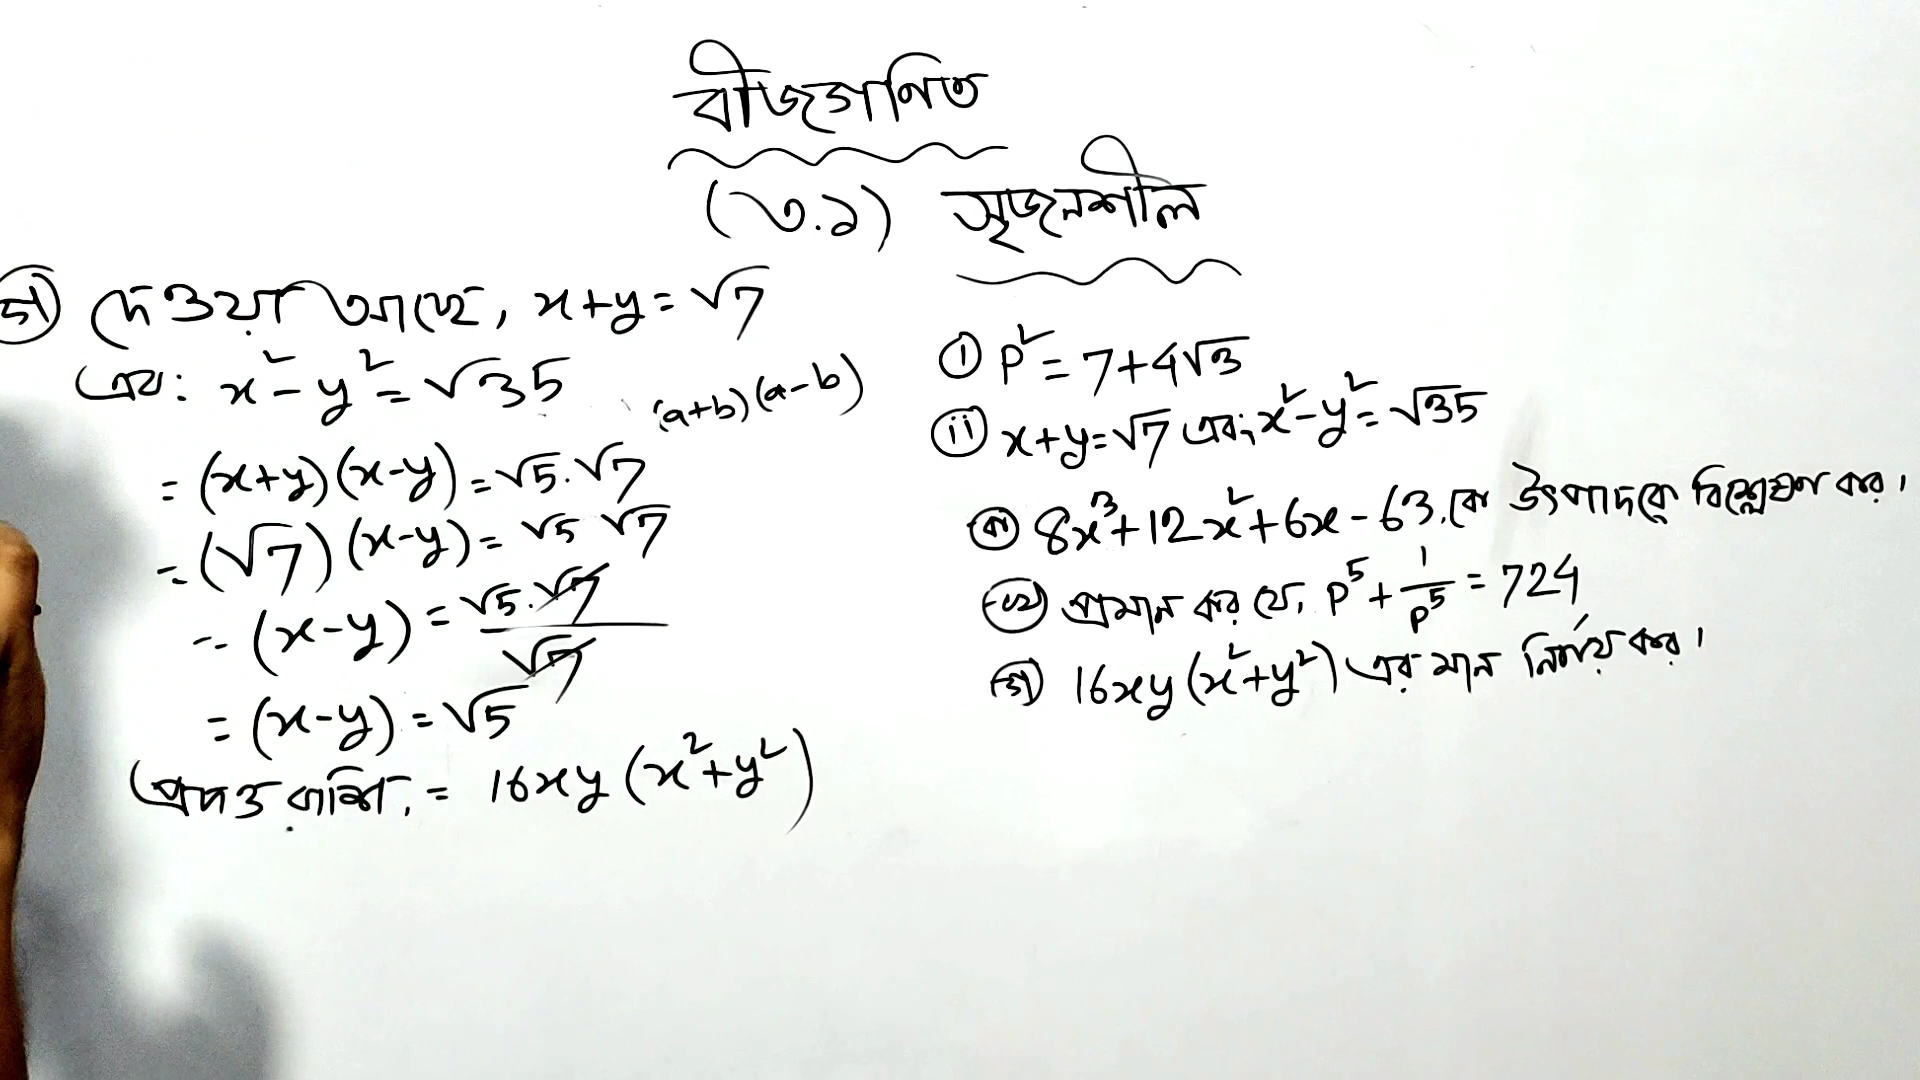 বীজগণিত
(৩.১) সৃজনশীল
গ) দেওয়া আছে, x+y=√7
এবং x²-y²=√35
(a+b)(a-b)
= (x+y)(x-y)=√5.√7
= (√7)(x-y)= √5 √7
∴ (x-y) = √5.√7 / √7
= (x-y) = √5
প্রদত্ত রাশি, = 16xy (x²+y²)
i) P² = 7+4√3
ii) x+y=√7 এবং x²-y²=√35
ক) 8x³+12x²+6x-63. কে উৎপাদকে বিশ্লেষণ কর।
খ) প্রমান কর যে, P⁵ + 1/P⁵ = 724
গ) 16xy (x²+y²) এর মান নির্ণয় কর।